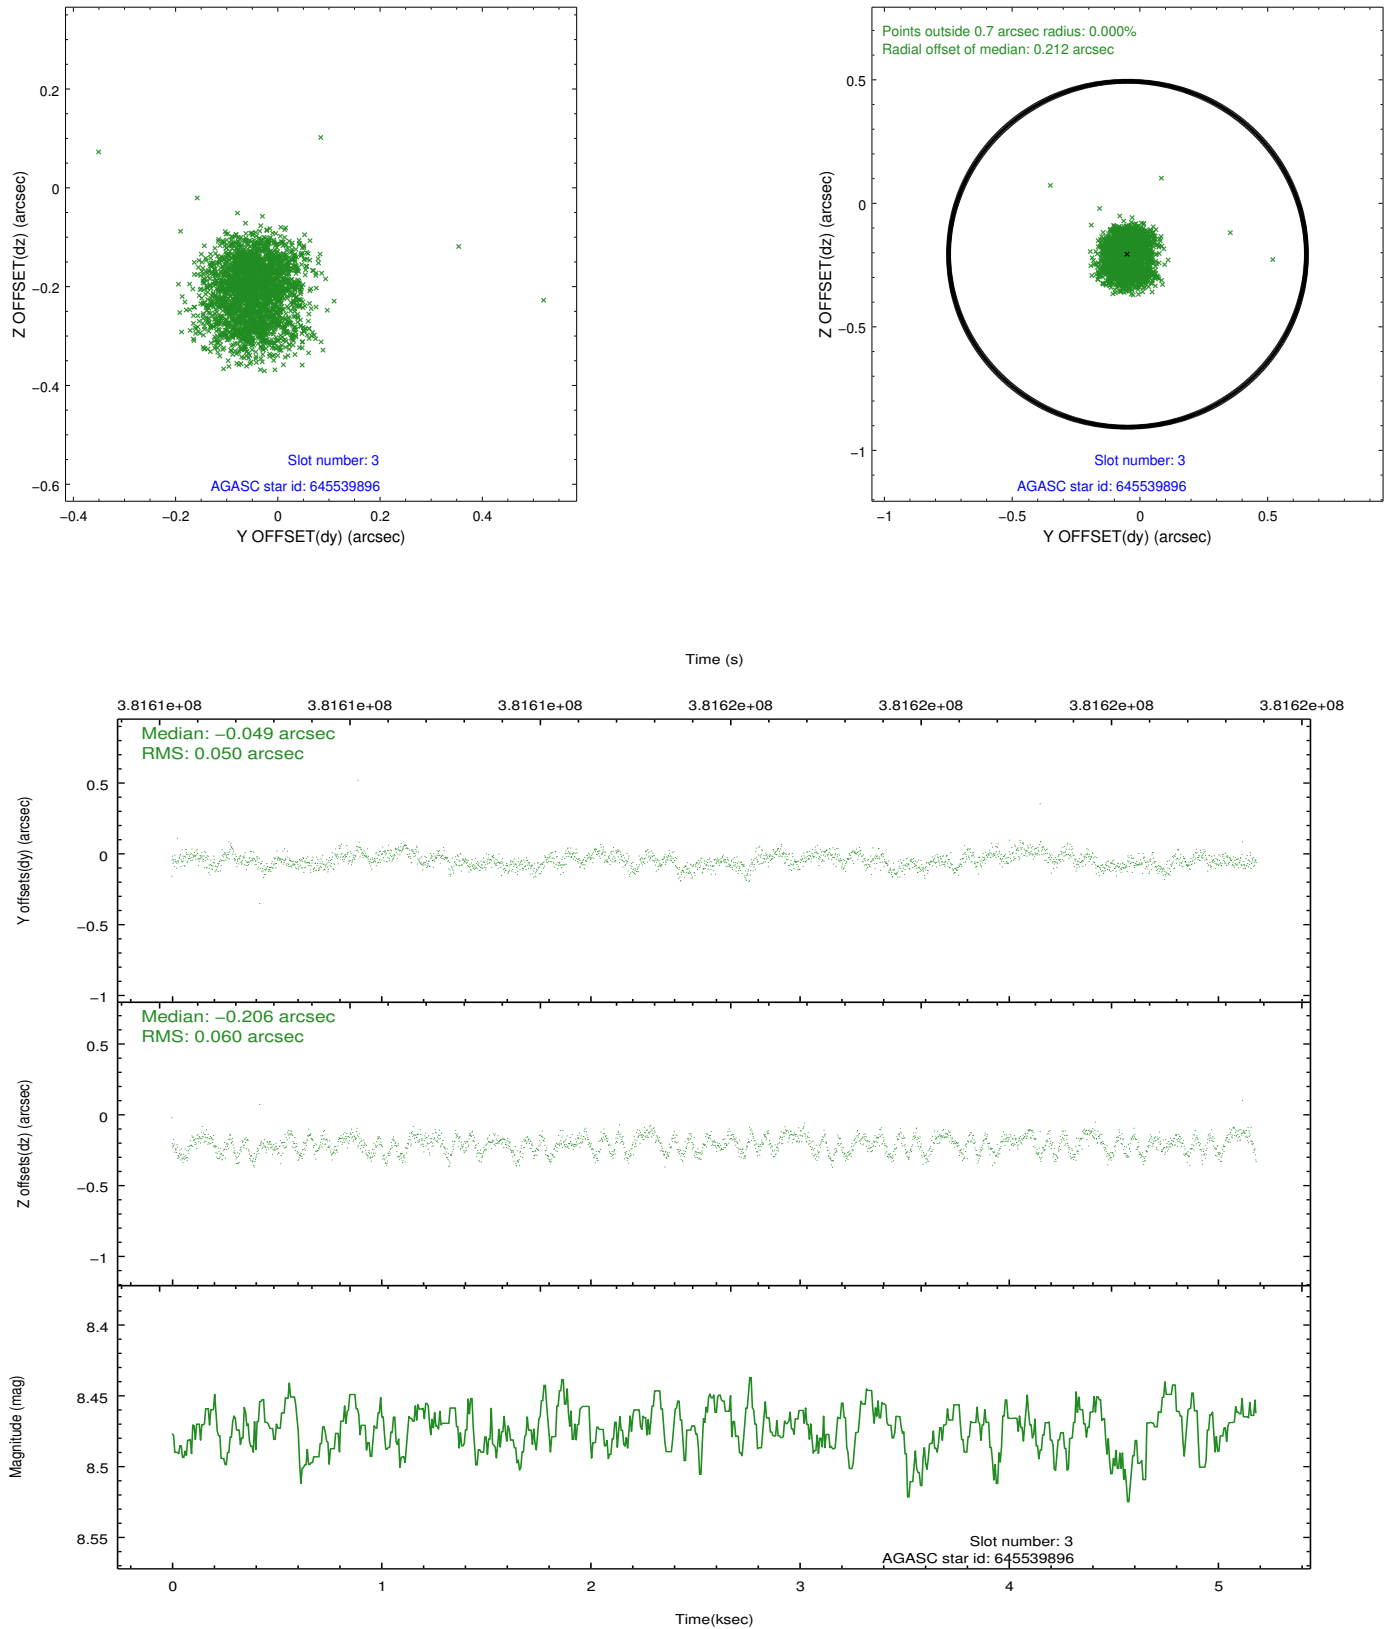 0.2
0
−0.2
−0.4
−0.6
Z OFFSET(dz) (arcsec)
Slot number: 3
AGASC star id: 645539896
−0.4
−0.2
0
0.2
0.4
Y OFFSET(dy) (arcsec)
Points outside 0.7 arcsec radius: 0.000%
Radial offset of median: 0.212 arcsec
0.5
0
−0.5
−1
Z OFFSET(dz) (arcsec)
Slot number: 3
AGASC star id: 645539896
−1
−0.5
0
0.5
Y OFFSET(dy) (arcsec)
Time (s)
3.8161e+08
3.8161e+08
3.8161e+08
3.8162e+08
3.8162e+08
3.8162e+08
3.8162e+08
Median: −0.049 arcsec
RMS: 0.050 arcsec
0.5
0
−0.5
−1
Y offsets(dy) (arcsec)
Median: −0.206 arcsec
RMS: 0.060 arcsec
0.5
0
−0.5
−1
Z offsets(dz) (arcsec)
8.4
8.45
8.5
8.55
Magnitude (mag)
Slot number: 3
AGASC star id: 645539896
0
1
2
3
4
5
Time(ksec)